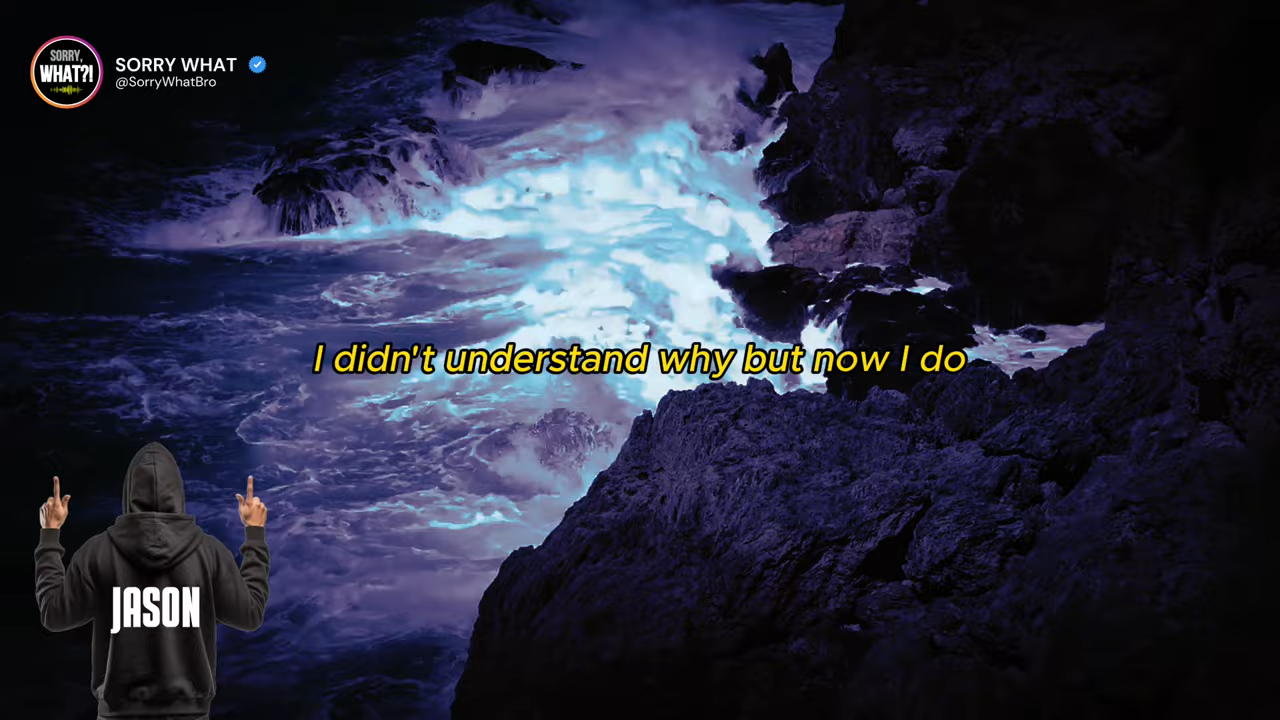 SORRY,
WHAT?!
SORRY WHAT
@SorryWhatBro
I didn't understand why but now I do
JASON